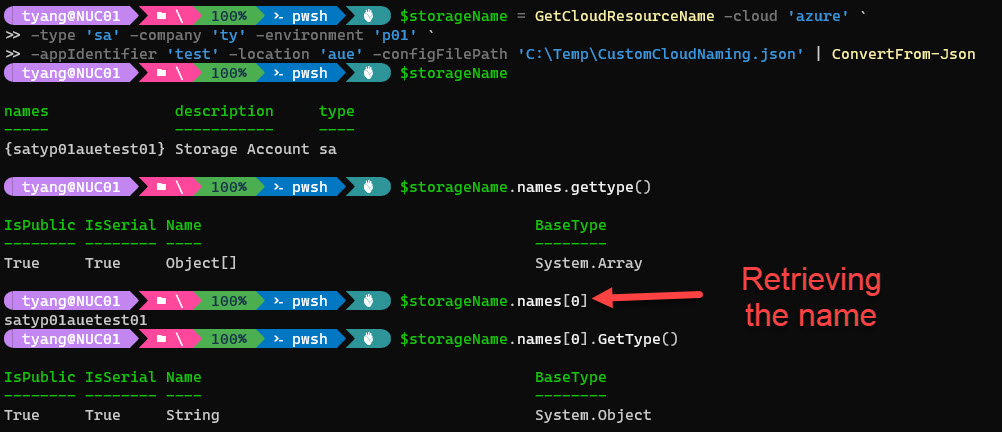 tyang@NUC01 \ 100% pwsh $storageName = GetCloudResourceName -cloud 'azure' `
>> -type 'sa' -company 'ty' -environment 'p01' `
>> -appIdentifier 'test' -location 'aue' -configFilePath 'C:\Temp\CustomCloudNaming.json' | ConvertFrom-Json
tyang@NUC01 \ 100% pwsh $storageName
names description type
----- ----------- ----
{satyp01auetest01} Storage Account sa
tyang@NUC01 \ 100% pwsh $storageName.names.gettype()
IsPublic IsSerial Name BaseType
-------- -------- ---- --------
True True Object[] System.Array
tyang@NUC01 \ 100% pwsh $storageName.names[0]
Retrieving
the name
satyp01auetest01
tyang@NUC01 \ 100% pwsh $storageName.names[0].GetType()
IsPublic IsSerial Name BaseType
-------- -------- ---- --------
True True String System.Object